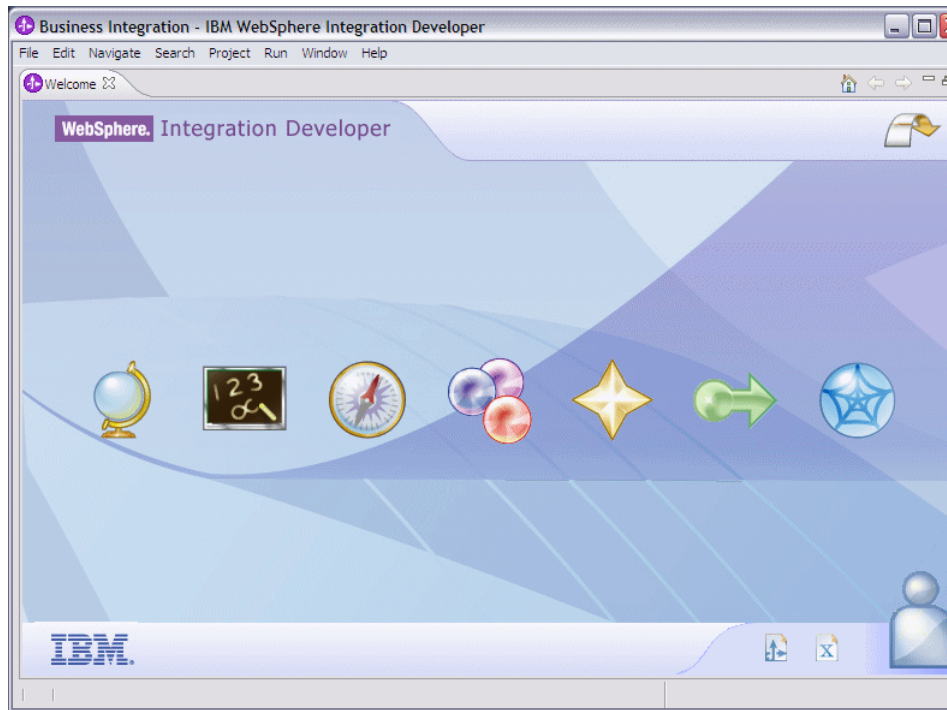 Business Integration - IBM WebSphere Integration Developer
File Edit Navigate Search Project Run Window Help
Welcome
WebSphere. Integration Developer
123
IBM.
X